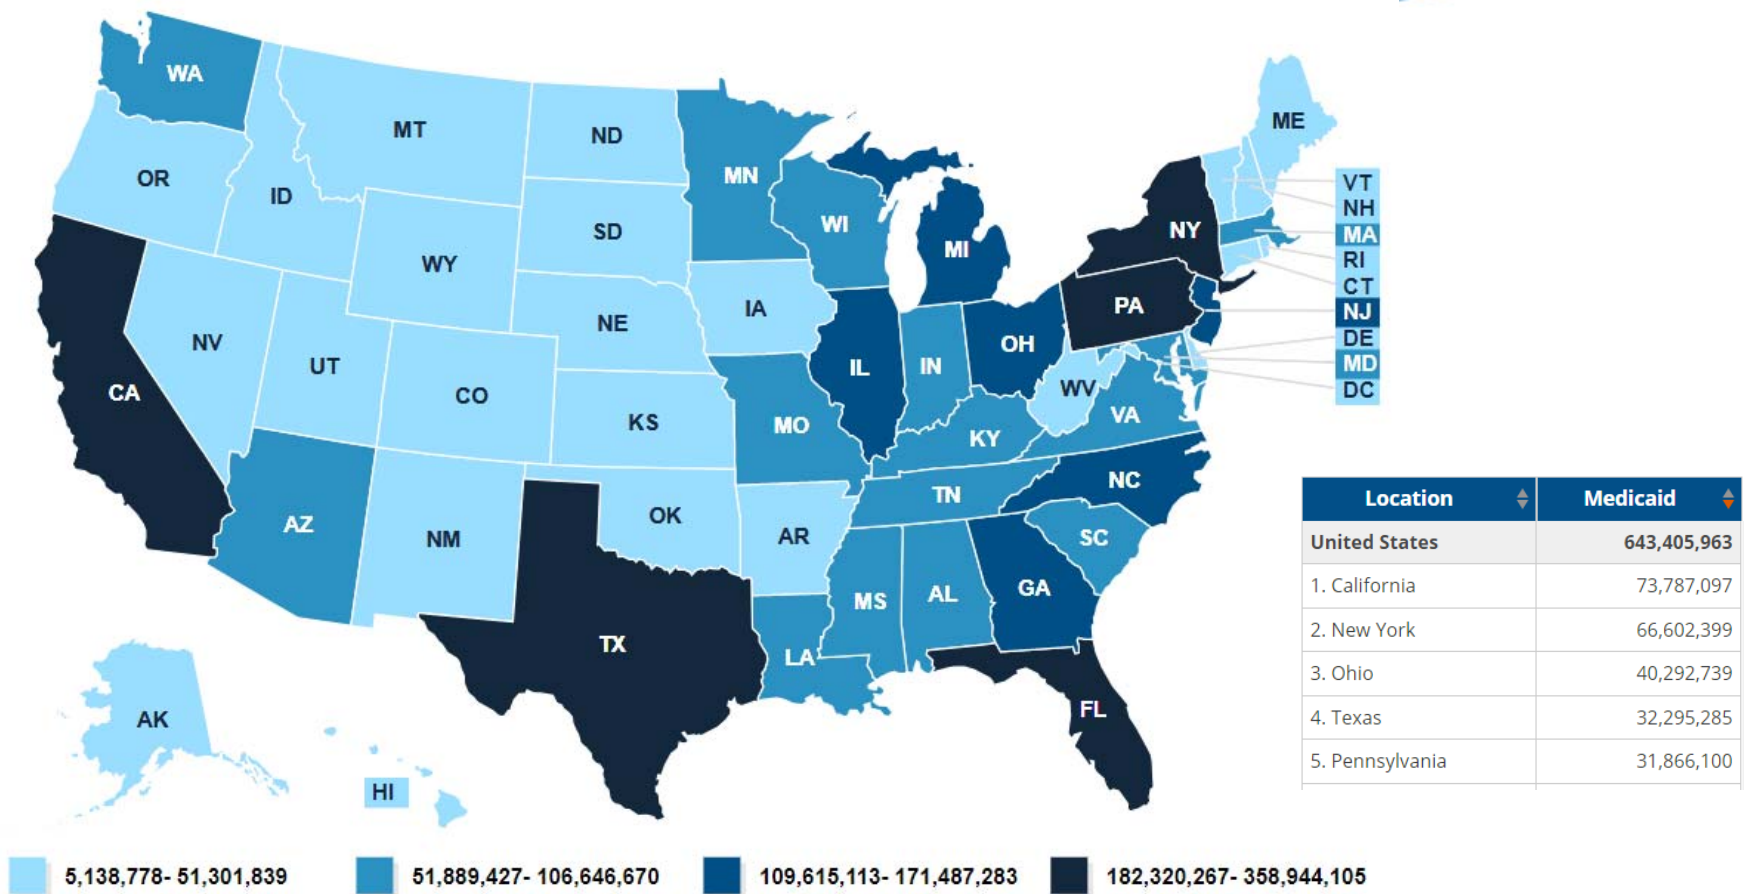 WA
MT
ND
OR
ID
MN
SD
WY
WI
MI
ME
VT
NH
NY
MA
RI
CT
PA
NJ
DE
MD
DC
IA
NE
NV
UT
CO
IL
IN
OH
CA
KS
MO
WV
VA
KY
AZ
NM
OK
AR
TN
NC
SC
MS
AL
GA
TX
LA
FL
AK
HI
Location Medicaid
United States 643,405,963
1. California 73,787,097
2. New York 66,602,399
3. Ohio 40,292,739
4. Texas 32,295,285
5. Pennsylvania 31,866,100
5,138,778- 51,301,839
51,889,427- 106,646,670
109,615,113- 171,487,283
182,320,267- 358,944,105